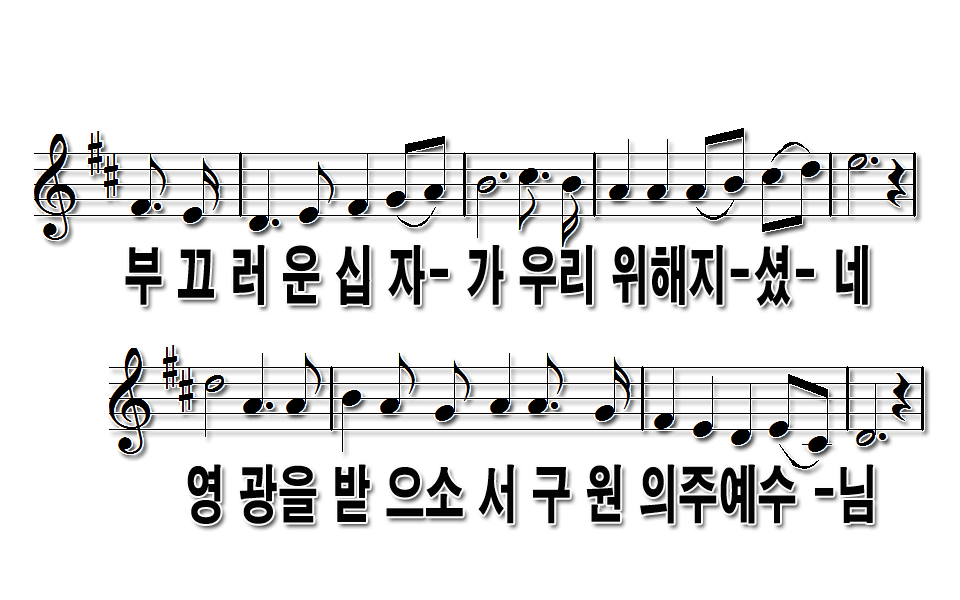 부 끄 러 운 십 자- 가 우리 위해지-셨- 네
영 광을 받 으소 서 구 원 의주예수 -님